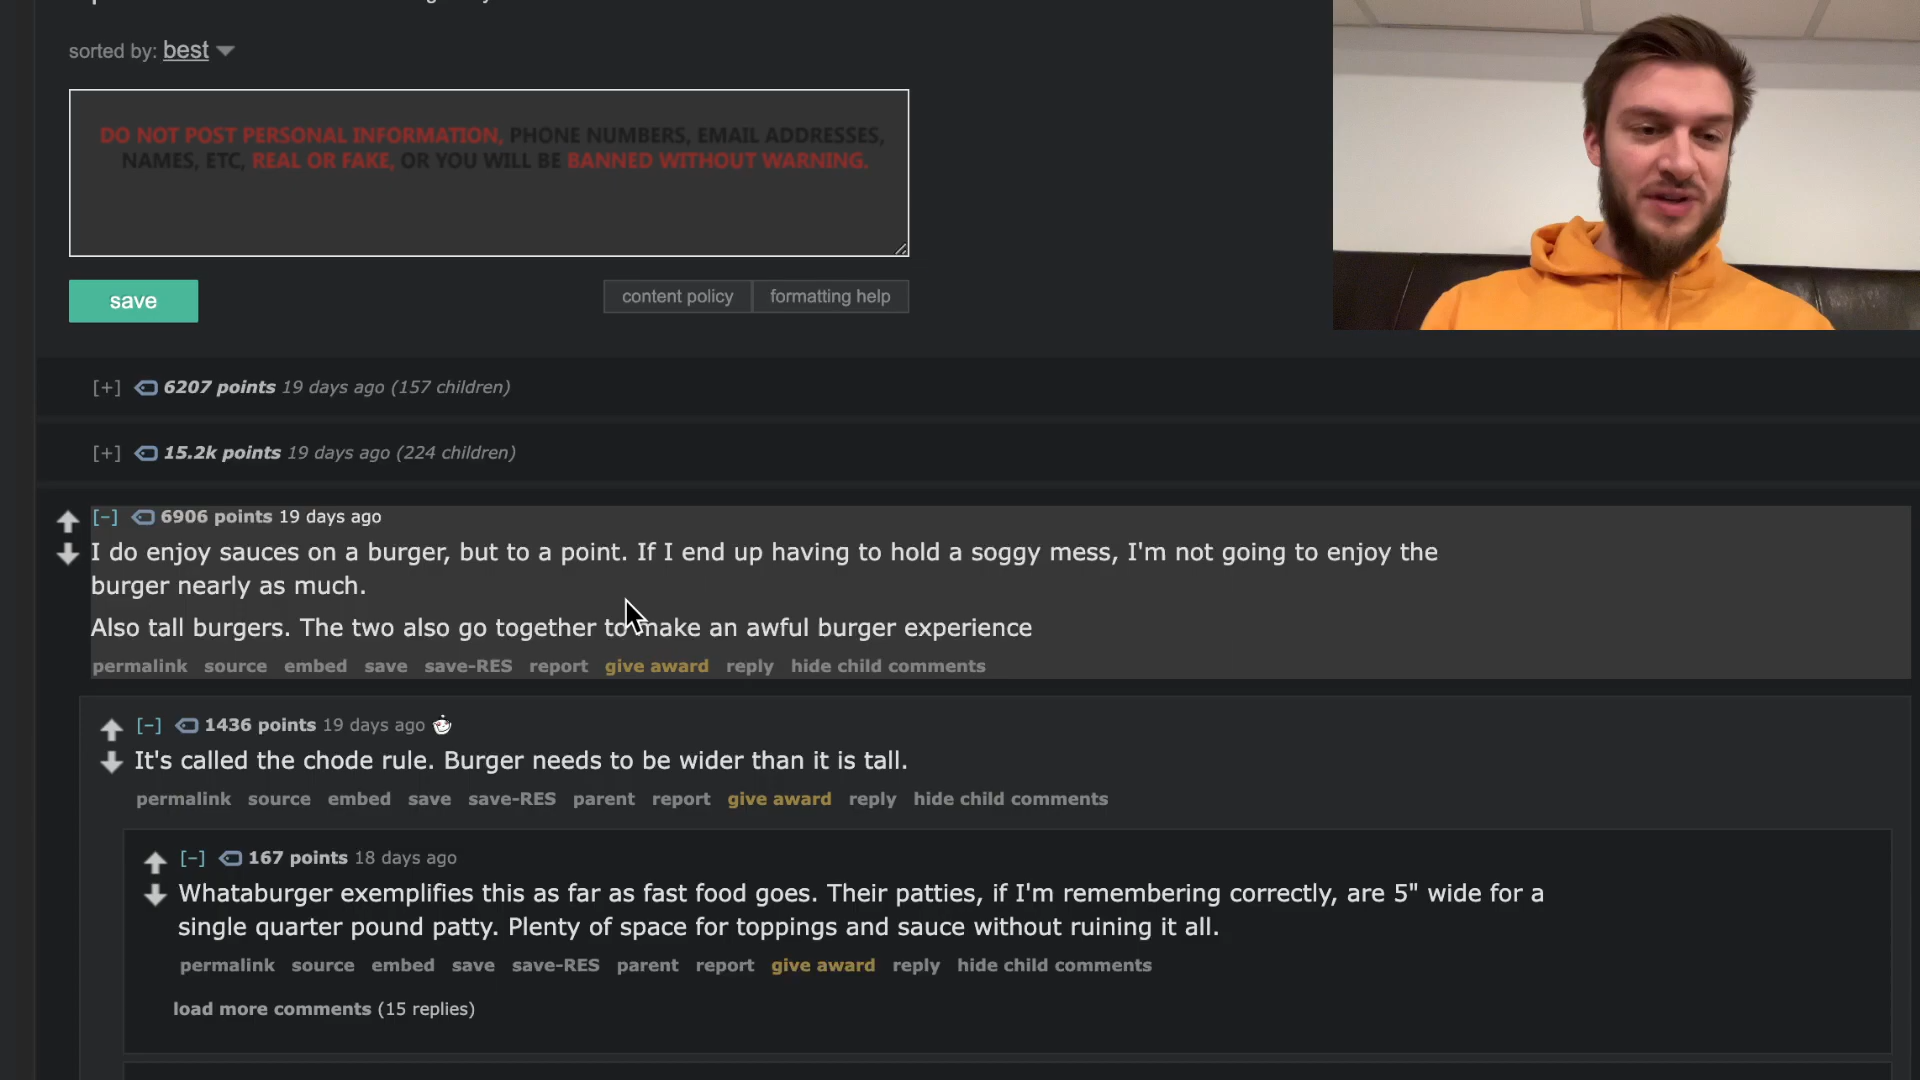 sorted by: best
DO NOT POST PERSONAL INFORMATION, PHONE NUMBERS, EMAIL ADDRESSES,
NAMES, ETC, REAL OR FAKE, OR YOU WILL BE BANNED WITHOUT WARNING.
save
content policy formatting help
[+] 6207 points 19 days ago (157 children)
[+] 15.2k points 19 days ago (224 children)
[-] 6906 points 19 days ago
I do enjoy sauces on a burger, but to a point. If I end up having to hold a soggy mess, I'm not going to enjoy the
burger nearly as much.
Also tall burgers. The two also go together to make an awful burger experience
permalink source embed save save-RES report give award reply hide child comments
[-] 1436 points 19 days ago
It's called the chode rule. Burger needs to be wider than it is tall.
permalink source embed save save-RES parent report give award reply hide child comments
[-] 167 points 18 days ago
Whataburger exemplifies this as far as fast food goes. Their patties, if I'm remembering correctly, are 5" wide for a
single quarter pound patty. Plenty of space for toppings and sauce without ruining it all.
permalink source embed save save-RES parent report give award reply hide child comments
load more comments (15 replies)